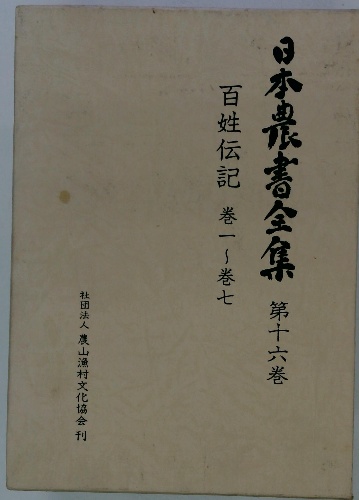 日本農書全集 第十六巻
百姓伝記 巻一～巻七
社団法人 農山漁村文化協会 刊